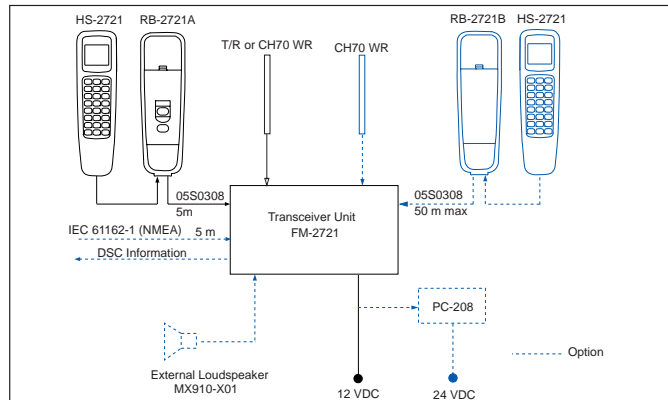 HS-2721 RB-2721A
T/R or CH70 WR
CH70 WR
RB-2721B HS-2721
05S0308
5m
05S0308
50 m max
Transceiver Unit
FM-2721
IEC 61162-1 (NMEA) 5 m
DSC Information
PC-208
Option
External Loudspeaker
MX910-X01
12 VDC
24 VDC